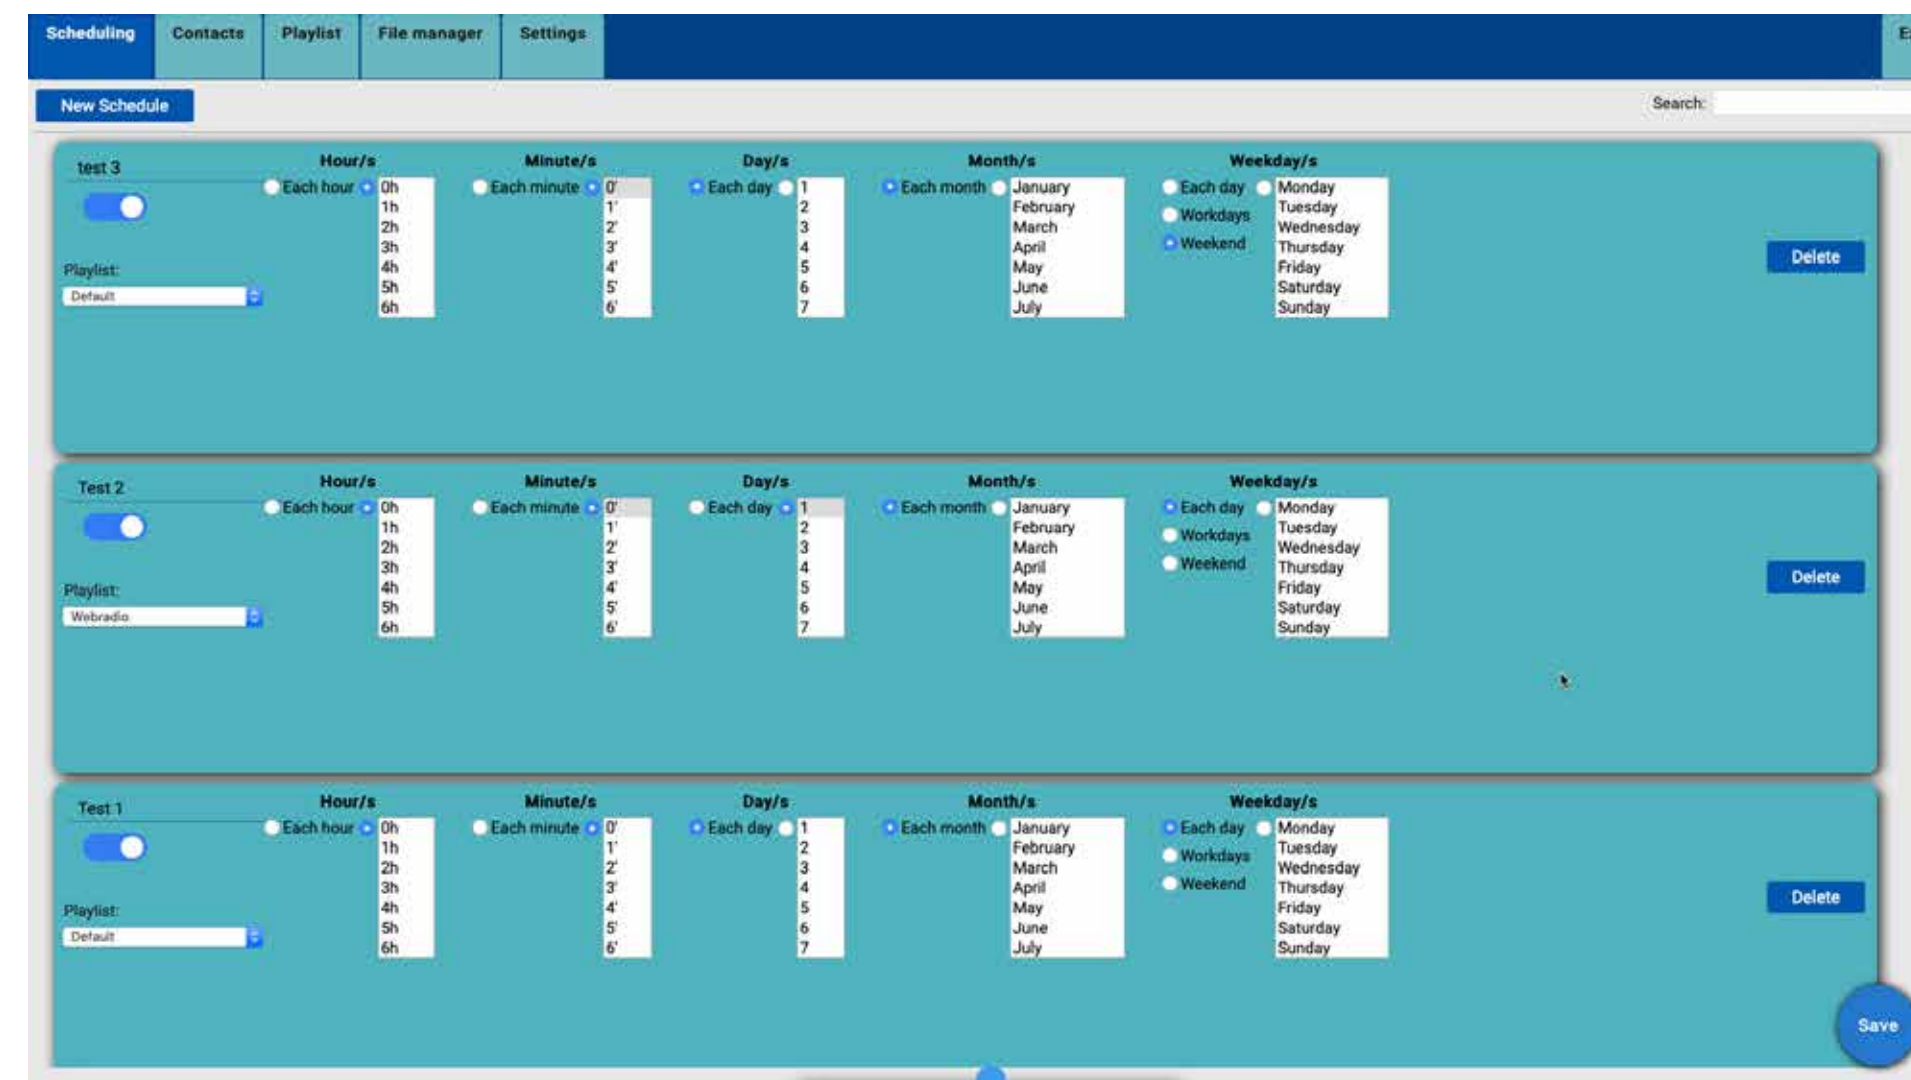 Scheduling Contacts Playlist File manager Settings
New Schedule Search:
test 3 Hour/s Minute/s Day/s Month/s Weekday/s
Each hour 0h Each minute 0' Each day 1 Each month January Each day Monday
1h 1' 2 February Tuesday
2h 2' 3 March Workdays Wednesday
3h 3' 4 April Weekend Thursday
Delete
Playlist: 4h 4' 5 May Friday
Default 5h 5' 6 June Saturday
6h 6' 7 July Sunday
Test 2 Hour/s Minute/s Day/s Month/s Weekday/s
Each hour 0h Each minute 0' Each day 1 Each month January Each day Monday
1h 1' 2 February Tuesday
2h 2' 3 March Workdays Wednesday
3h 3' 4 April Weekend Thursday
Delete
Playlist: 4h 4' 5 May Friday
Webradio 5h 5' 6 June Saturday
6h 6' 7 July Sunday
Test 1 Hour/s Minute/s Day/s Month/s Weekday/s
Each hour 0h Each minute 0' Each day 1 Each month January Each day Monday
1h 1' 2 February Tuesday
2h 2' 3 March Workdays Wednesday
3h 3' 4 April Weekend Thursday
Delete
Playlist: 4h 4' 5 May Friday
Default 5h 5' 6 June Saturday
6h 6' 7 July Sunday
Save